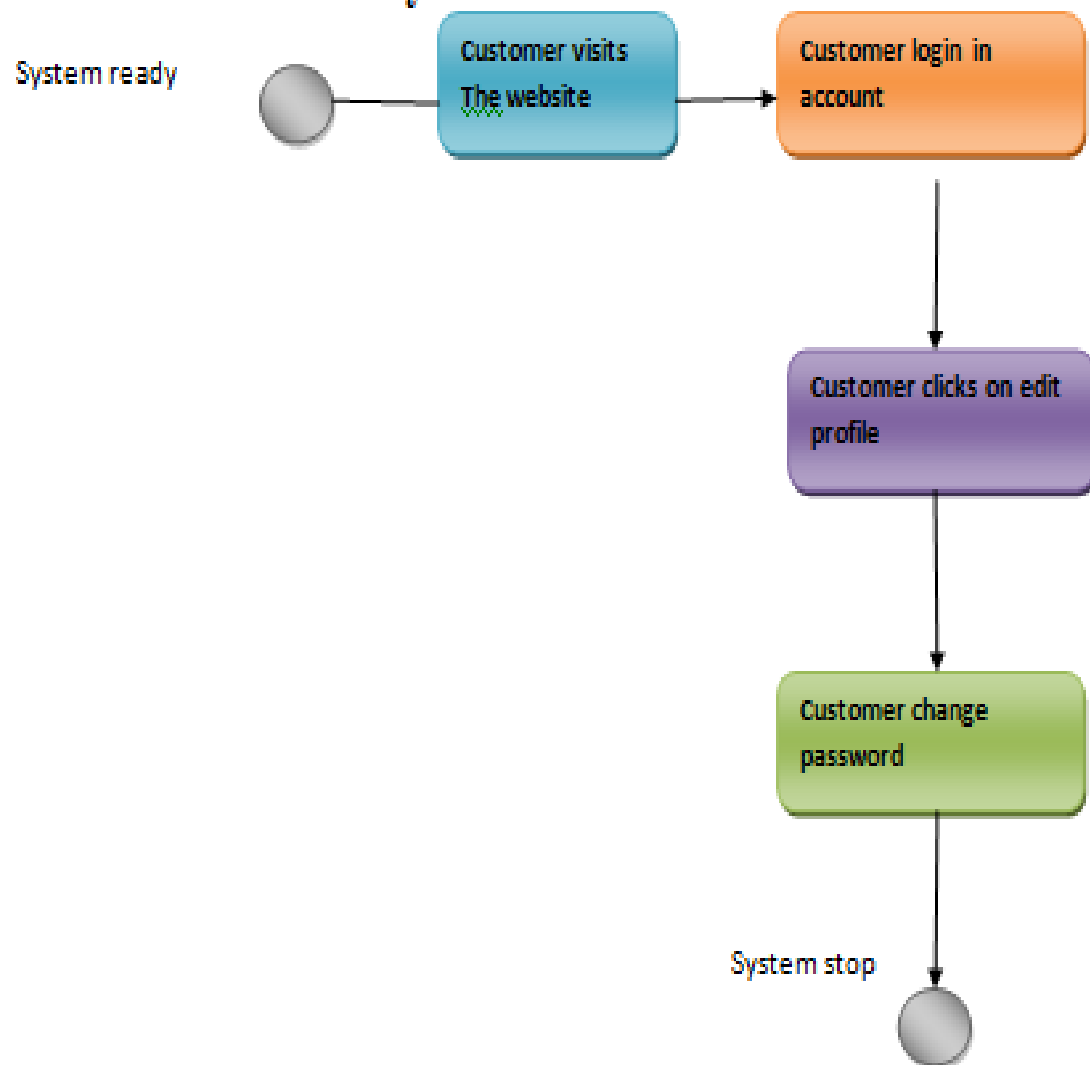 System ready
Customer visits
The website
Customer login in
account
Customer clicks on edit
profile
Customer change
password
System stop